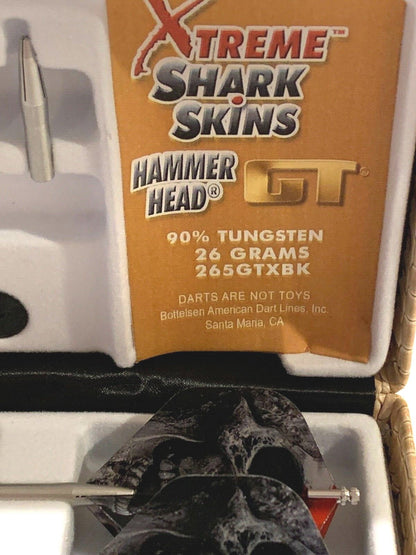 XTREME™
SHARK
SKINS
HAMMER
HEAD®
GT®
90% TUNGSTEN
26 GRAMS
265GTXBK
DARTS ARE NOT TOYS
Bottelsen American Dart Lines, Inc.
Santa Maria, CA